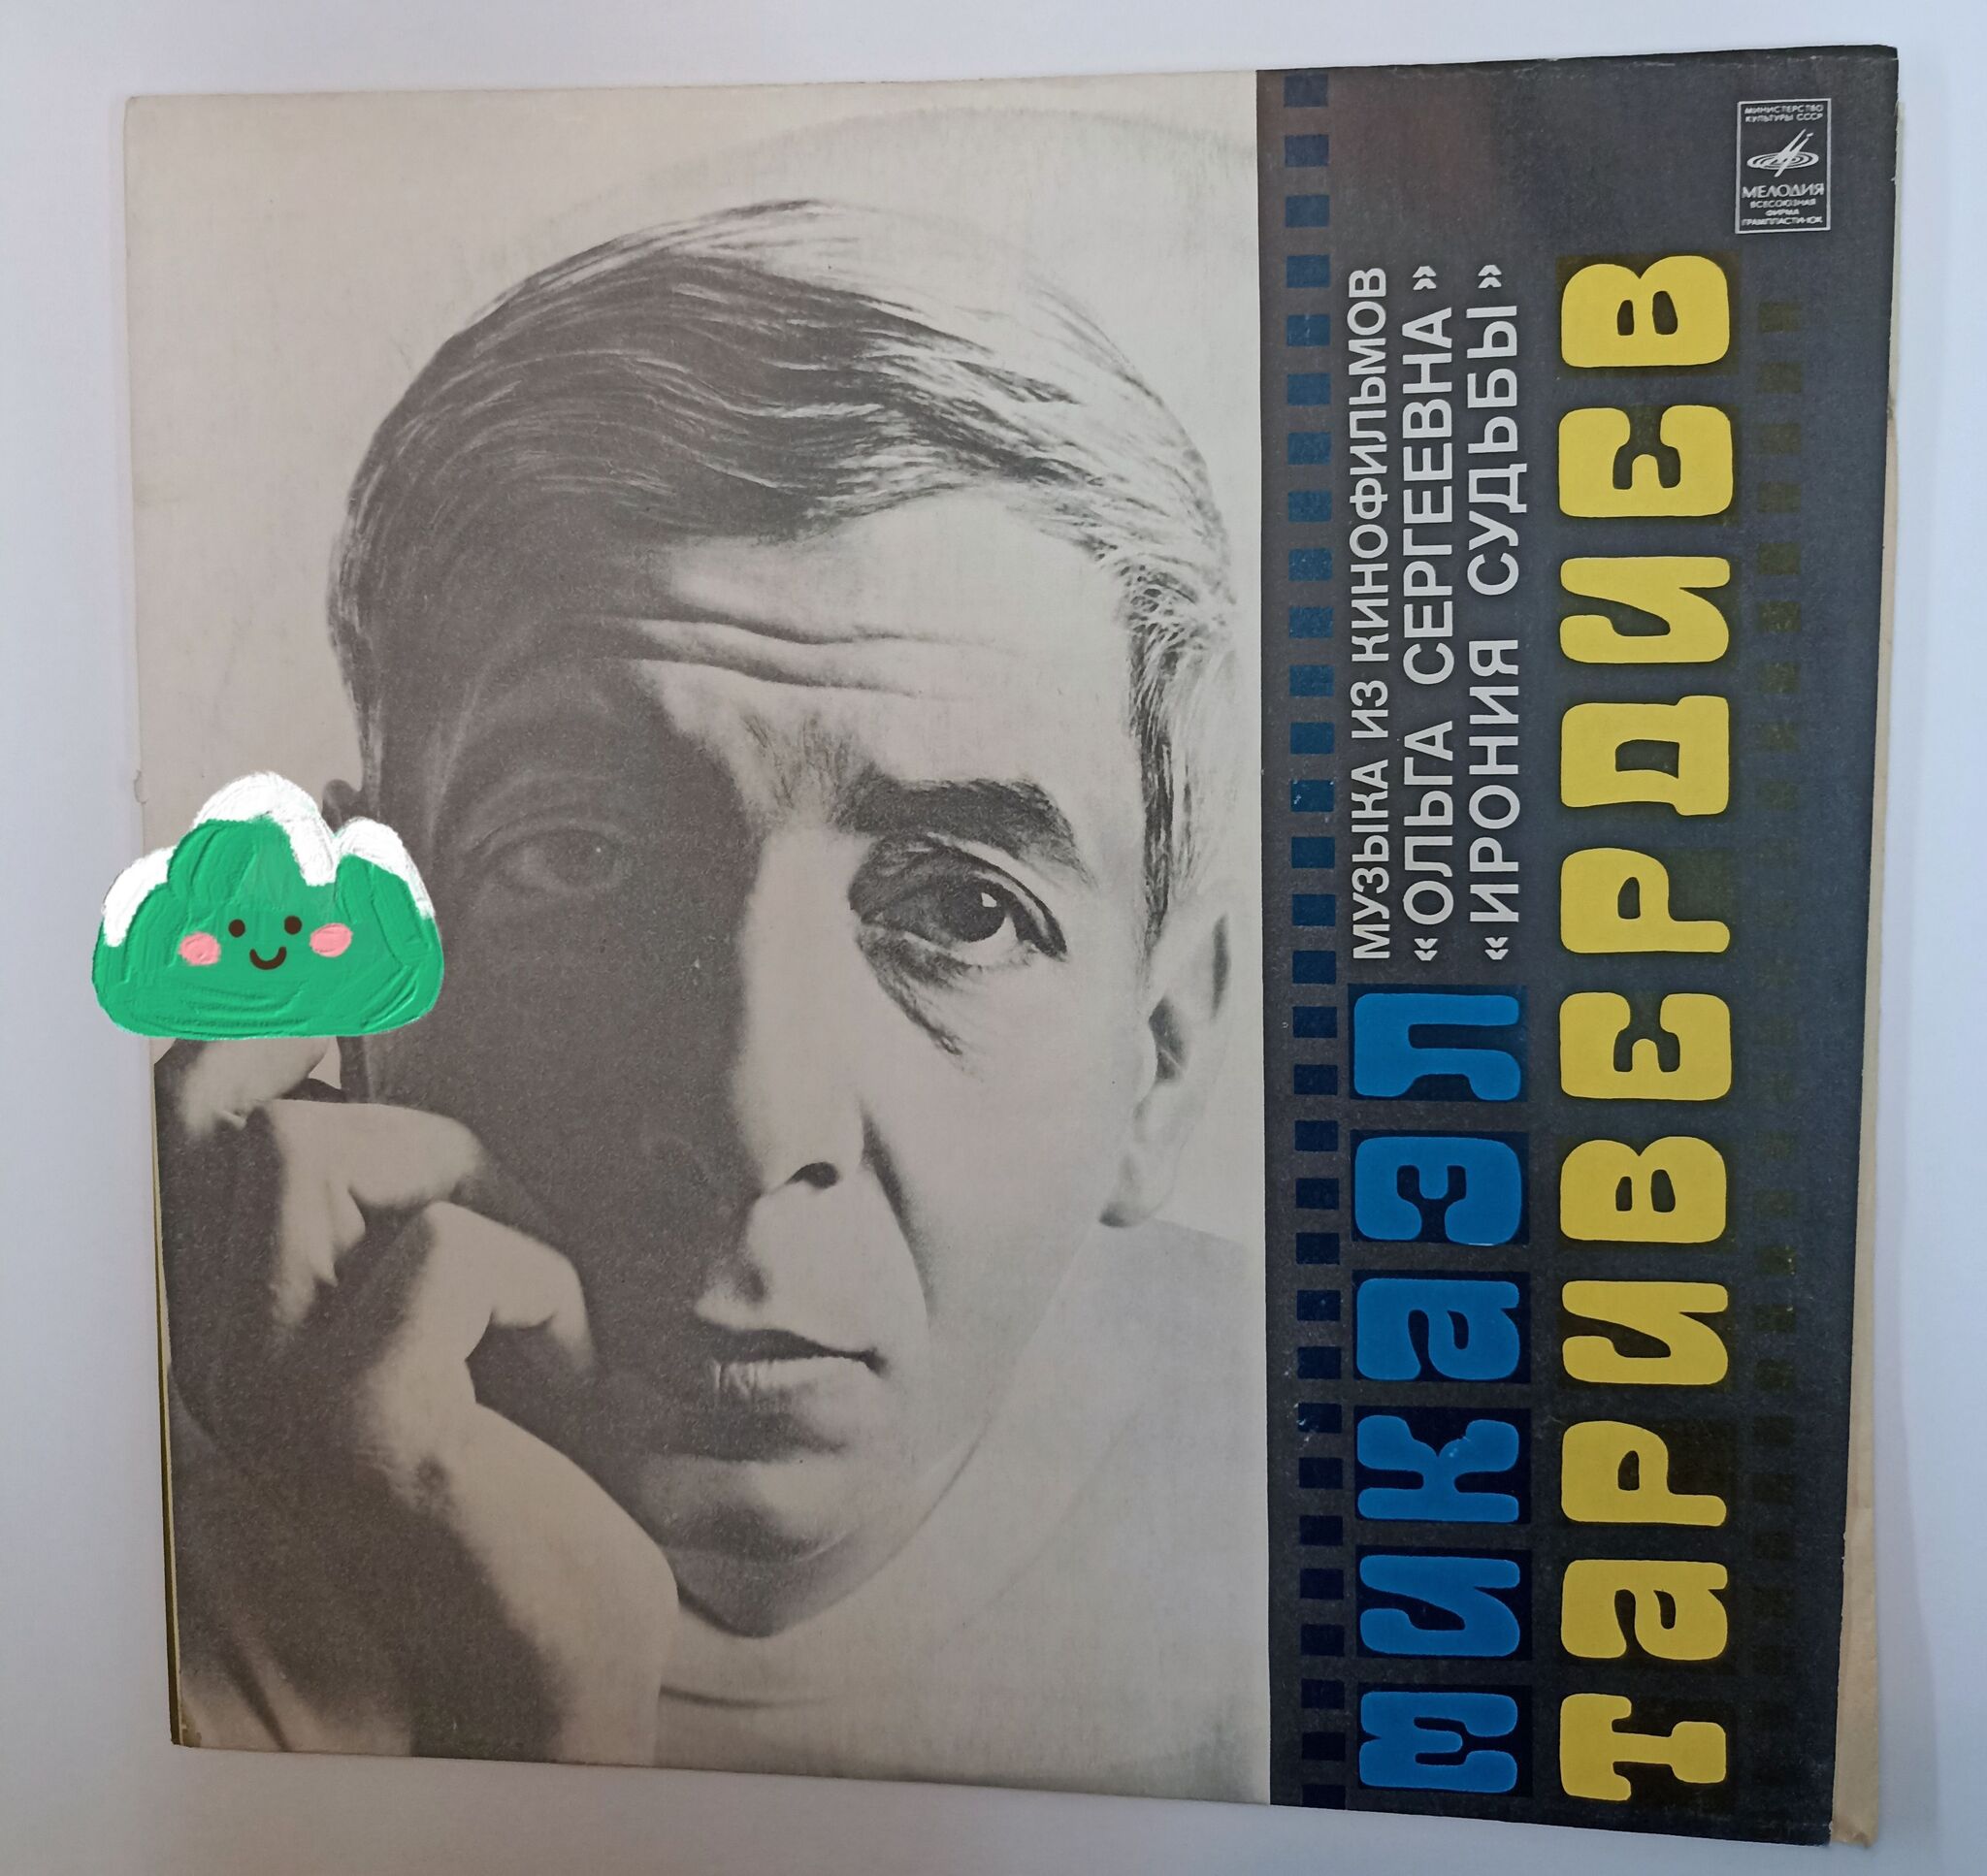 МИКАЭЛ
ТАРИВЕРДИЕВ
МУЗЫКА ИЗ КИНОФИЛЬМОВ
«ОЛЬГА СЕРГЕЕВНА»
«ИРОНИЯ СУДЬБЫ»
МИНИСТЕРСТВО
КУЛЬТУРЫ СССР
МЕЛОДИЯ
ВСЕСОЮЗНАЯ
ФИРМА
ГРАМПЛАСТИНОК